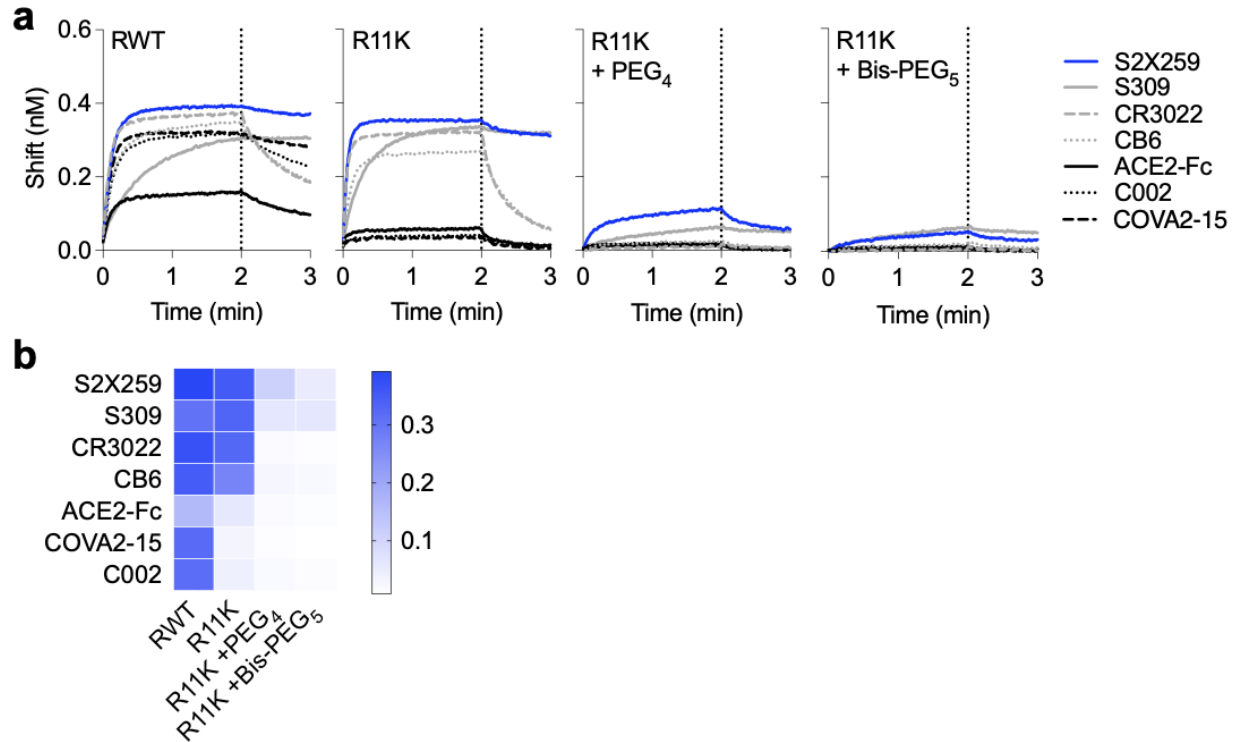 a
RWT
R11K
R11K
+ PEG4
R11K
+ Bis-PEG5
Shift (nM)
0.6
0.4
0.2
0.0
0 1 2 3
0 1 2 3
0 1 2 3
0 1 2 3
Time (min)
Time (min)
Time (min)
Time (min)
S2X259
S309
CR3022
CB6
ACE2-Fc
C002
COVA2-15
b
S2X259
S309
CR3022
CB6
ACE2-Fc
COVA2-15
C002
0.3
0.2
0.1
RWT
R11K
R11K +PEG4
R11K +Bis-PEG5